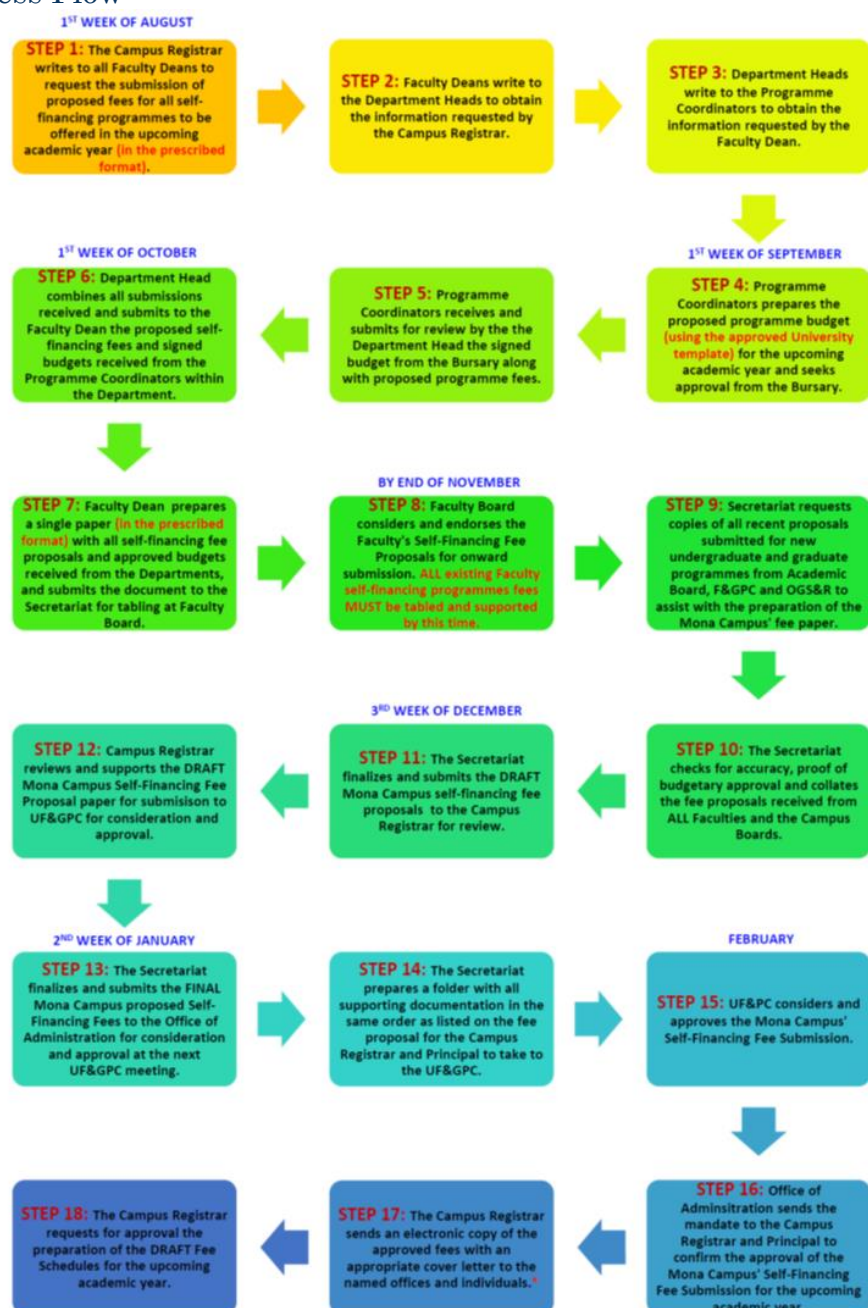 1ST WEEK OF AUGUST
STEP 1: The Campus Registrar
writes to all Faculty Deans to
request the submission of
proposed fees for all self-
financing programmes to be
offered in the upcoming
academic year (in the prescribed
format).
STEP 2: Faculty Deans write to
the Department Heads to obtain
the information requested by
the Campus Registrar.
STEP 3: Department Heads
write to the Programme
Coordinators to obtain the
information requested by the
Faculty Dean.
1ST WEEK OF SEPTEMBER
STEP 4: Programme
Coordinators prepares the
proposed programme budget
(using the approved University
template) for the upcoming
academic year and seeks
approval from the Bursary.
STEP 5: Programme
Coordinators receives and
submits for review by the the
Department Head the signed
budget from the Bursary along
with proposed programme fees.
1ST WEEK OF OCTOBER
STEP 6: Department Head
combines all submissions
received and submits to the
Faculty Dean the proposed self-
financing fees and signed
budgets received from the
Programme Coordinators within
the Department.
STEP 7: Faculty Dean prepares
a single paper (in the prescribed
format) with all self-financing fee
proposals and approved budgets
received from the Departments,
and submits the document to the
Secretariat for tabling at Faculty
Board.
BY END OF NOVEMBER
STEP 8: Faculty Board
considers and endorses the
Faculty's Self-Financing Fee
Proposals for onward
submission. ALL existing Faculty
self-financing programmes fees
MUST be tabled and supported
by this time.
STEP 9: Secretariat requests
copies of all recent proposals
submitted for new
undergraduate and graduate
programmes from Academic
Board, F&GPC and OGS&R to
assist with the preparation of the
Mona Campus' fee paper.
STEP 10: The Secretariat
checks for accuracy, proof of
budgetary approval and collates
the fee proposals received from
ALL Faculties and the Campus
Boards.
3RD WEEK OF DECEMBER
STEP 11: The Secretariat
finalizes and submits the DRAFT
Mona Campus self-financing fee
proposals to the Campus
Registrar for review.
STEP 12: Campus Registrar
reviews and supports the DRAFT
Mona Campus Self-Financing Fee
Proposal paper for submisison to
UF&GPC for consideration and
approval.
2ND WEEK OF JANUARY
STEP 13: The Secretariat
finalizes and submits the FINAL
Mona Campus proposed Self-
Financing Fees to the Office of
Administration for consideration
and approval at the next
UF&GPC meeting.
STEP 14: The Secretariat
prepares a folder with all
supporting documentation in the
same order as listed on the fee
proposal for the Campus
Registrar and Principal to take to
the UF&GPC.
FEBRUARY
STEP 15: UF&PC considers and
approves the Mona Campus'
Self-Financing Fee Submission.
STEP 16: Office of
Adminsitration sends the
mandate to the Campus
Registrar and Principal to
confirm the approval of the
Mona Campus' Self-Financing
Fee Submission for the upcoming
academic year
STEP 17: The Campus Registrar
sends an electronic copy of the
approved fees with an
appropriate cover letter to the
named offices and individuals.*
STEP 18: The Campus Registrar
requests for approval the
preparation of the DRAFT Fee
Schedules for the upcoming
academic year.